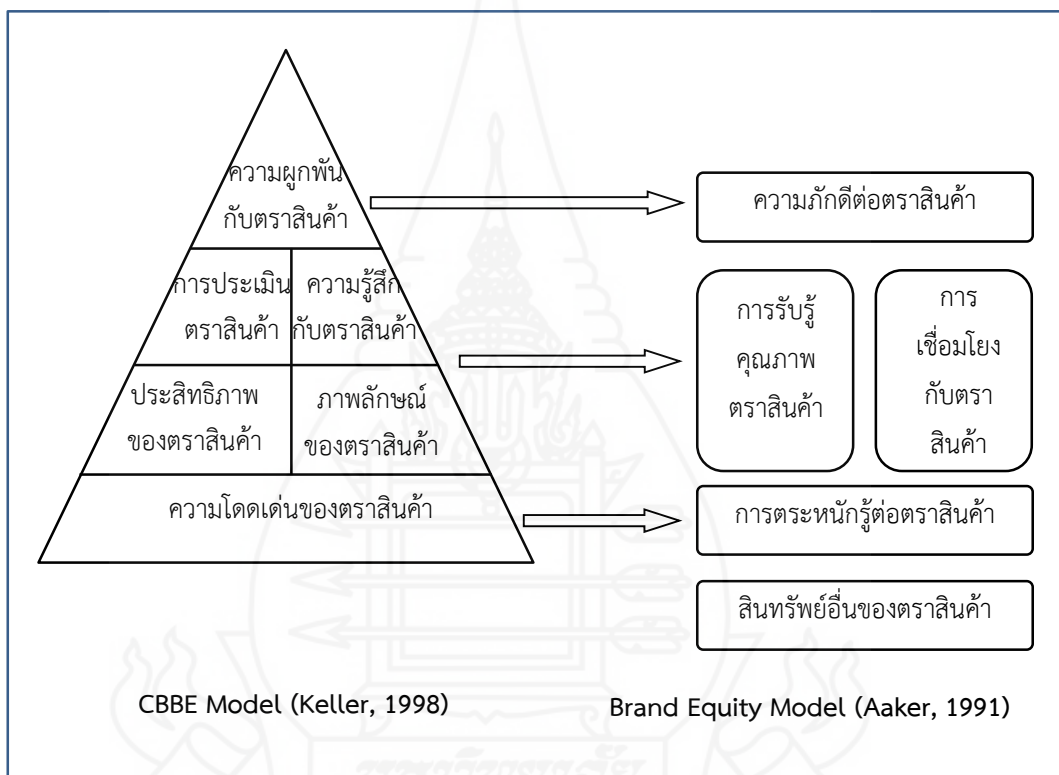 ความผูกพัน
กับตราสินค้า
การประเมิน
ตราสินค้า
ความรู้สึก
กับตราสินค้า
ประสิทธิภาพ
ของตราสินค้า
ภาพลักษณ์
ของตราสินค้า
ความโดดเด่นของตราสินค้า
ความภักดีต่อตราสินค้า
การรับรู้
คุณภาพ
ตราสินค้า
การ
เชื่อมโยง
กับตรา
สินค้า
การตระหนักรู้ต่อตราสินค้า
สินทรัพย์อื่นของตราสินค้า
CBBE Model (Keller, 1998)
Brand Equity Model (Aaker, 1991)